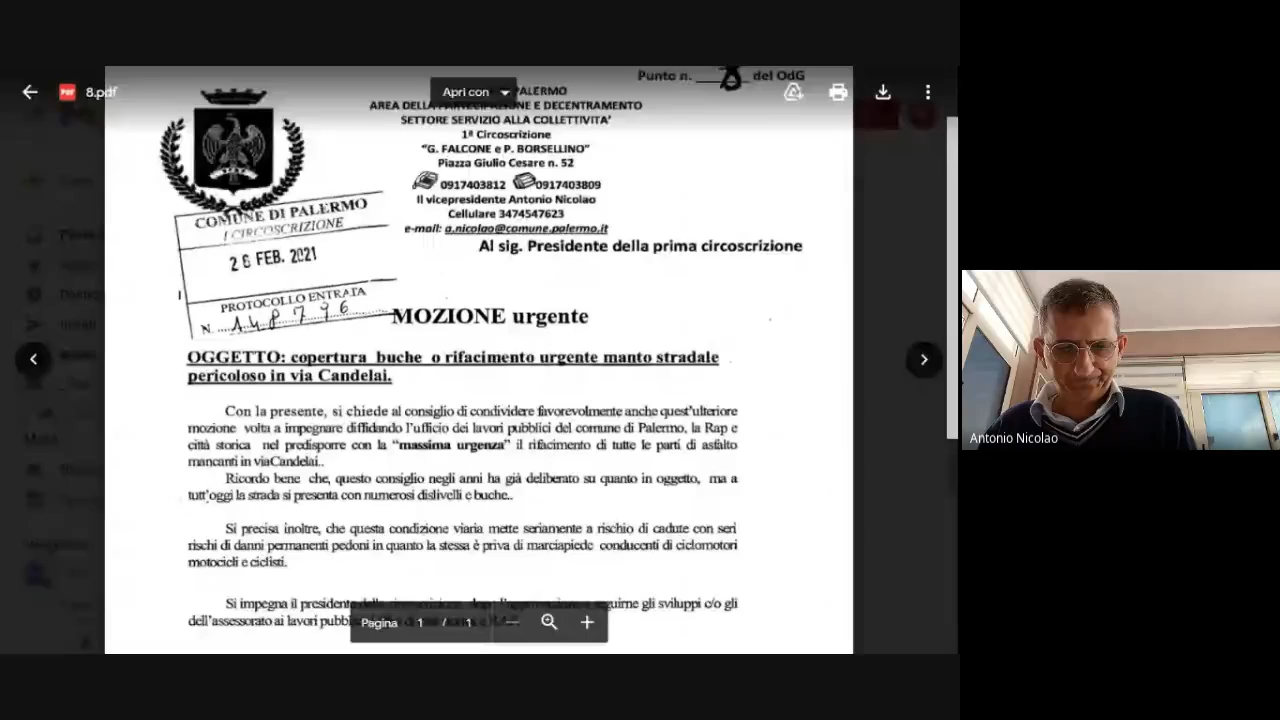 8.pdf
Apri con
Punto n. 8 del OdG
PALERMO
AREA DELLA PARTECIPAZIONE E DECENTRAMENTO
SETTORE SERVIZIO ALLA COLLETTIVITA'
1ª Circoscrizione
"G. FALCONE e P. BORSELLINO"
Piazza Giulio Cesare n. 52
0917403812 0917403809
Il vicepresidente Antonio Nicolao
Cellulare 3474547623
e-mail: a.nicolao@comune.palermo.it
Al sig. Presidente della prima circoscrizione
COMUNE DI PALERMO
I CIRCOSCRIZIONE
26 FEB. 2021
PROTOCOLLO ENTRATA
N. 148796
MOZIONE urgente
OGGETTO: copertura buche o rifacimento urgente manto stradale
pericoloso in via Candelai.
Con la presente, si chiede al consiglio di condividere favorevolmente anche quest'ulteriore
mozione volta a impegnare diffidando l'ufficio dei lavori pubblici del comune di Palermo, la Rap e
città storica nel predisporre con la "massima urgenza" il rifacimento di tutte le parti di asfalto
mancanti in viaCandelai..
Ricordo bene che, questo consiglio negli anni ha già deliberato su quanto in oggetto, ma a
tutt'oggi la strada si presenta con numerosi dislivelli e buche..
Si precisa inoltre, che questa condizione viaria mette seriamente a rischio di cadute con seri
rischi di danni permanenti pedoni in quanto la stessa è priva di marciapiede conducenti di ciclomotori
motocicli e ciclisti.
Si impegna il presidente seguirne gli sviluppi c/o gli
dell'assessorato ai lavori pubbl
Pagina 1 / 1
Antonio Nicolao